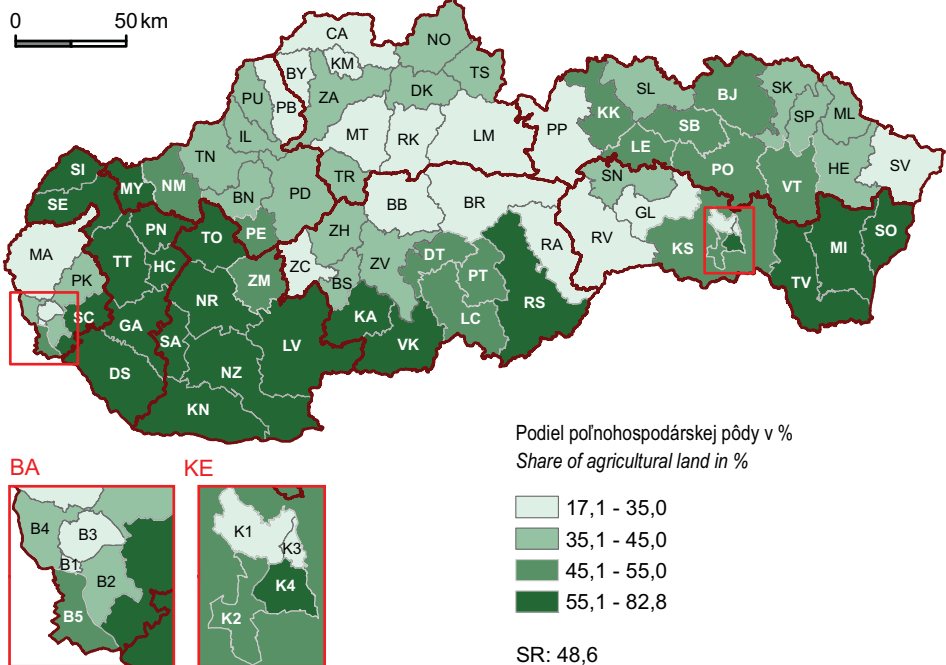 0 50 km
CA
NO
BY
KM
TS
PU
PB
ZA
DK
SL
BJ
SK
KK
SP
ML
IL
MT
RK
LM
PP
SB
TN
LE
HE
SV
SI
MY
NM
TR
SN
PO
VT
SE
BN
PD
BB
BR
GL
PN
TO
PE
ZH
RA
RV
KS
SO
MA
TT
HC
ZC
ZV
DT
MI
PK
NR
ZM
BS
PT
TV
SC
GA
KA
RS
SA
LV
VK
LC
DS
NZ
KN
BA
KE
B4
B3
B1
B2
B5
K1
K3
K4
K2
Podiel poľnohospodárskej pôdy v %
Share of agricultural land in %
17,1 - 35,0
35,1 - 45,0
45,1 - 55,0
55,1 - 82,8
SR: 48,6